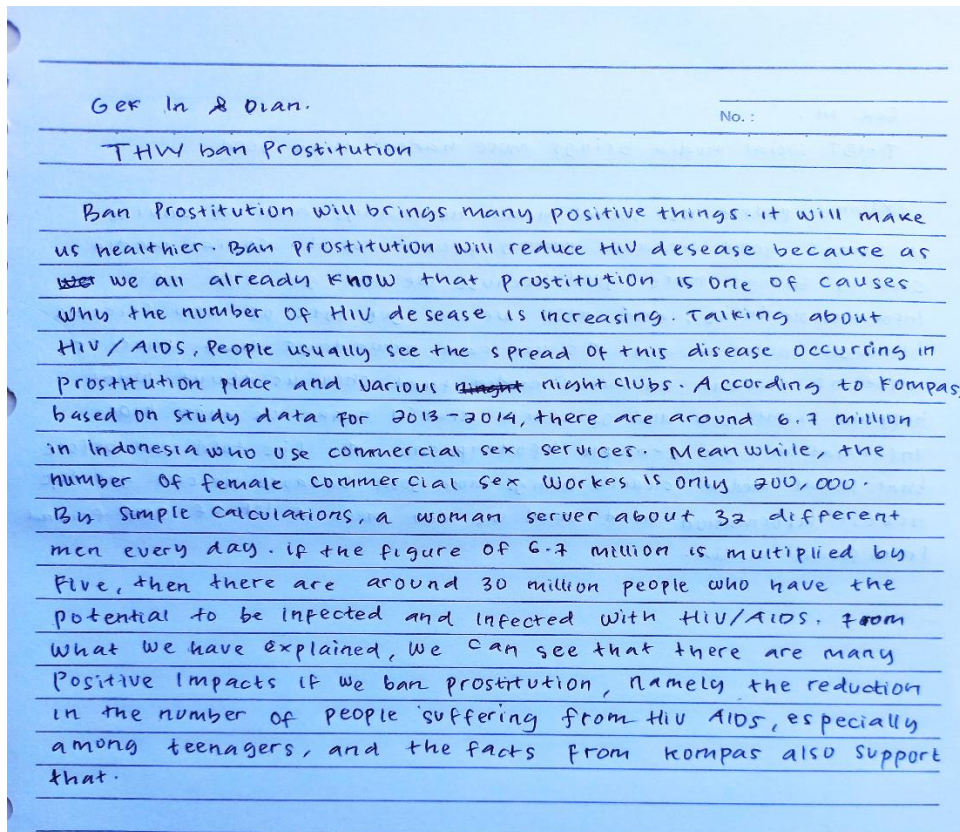 Gek In & Dian.
No. :
THW ban Prostitution
Ban Prostitution will brings many positive things. it will make
us healthier. Ban prostitution will reduce HIV desease because as
we all already know that prostitution is one of causes
why the number of HIV desease is increasing. Talking about
HIV/AIDS, People usually see the spread of this disease occurring in
prostitution place and various night clubs. According to Kompas,
based on study data for 2013-2014, there are around 6.7 million
in Indonesia who use commercial sex services. Meanwhile, the
number of female commercial sex workes is only 200,000.
By simple calculations, a woman server about 32 different
men every day. if the figure of 6.7 million is multiplied by
Five, then there are around 30 million people who have the
potential to be infected and infected with HIV/AIDS. From
what we have explained, we can see that there are many
Positive impacts if we ban prostitution, namely the reduction
in the number of people suffering from HIV AIDS, especially
among teenagers, and the facts from kompas also support
that.